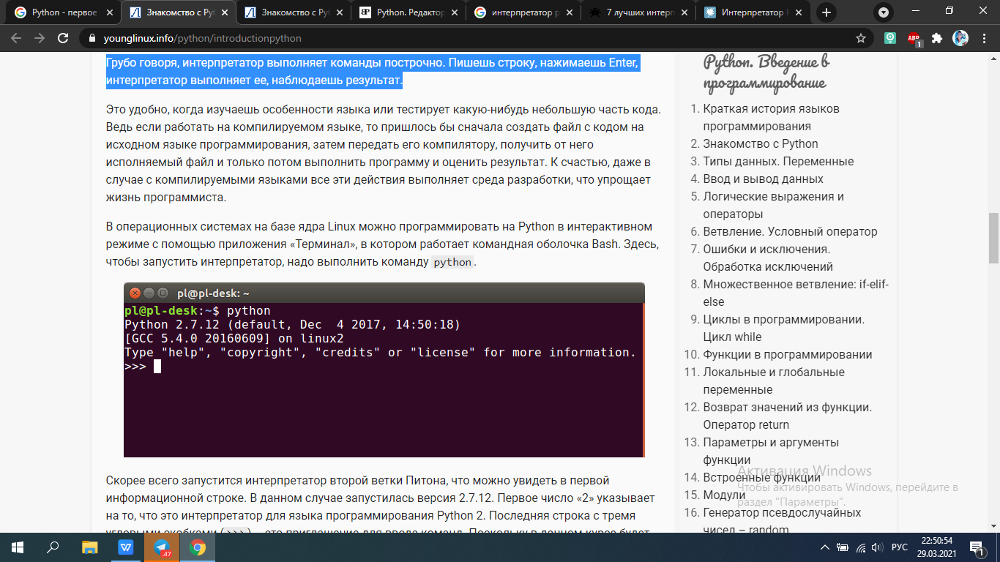 Python - первое
Знакомство с Pyt
Знакомство с Pyt
Python. Редактор
интерпретатор p
7 лучших интерп
Интерпретатор
younglinux.info/python/introductionpython
ABP
1
Грубо говоря, интерпретатор выполняет команды построчно. Пишешь строку, нажимаешь Enter,
интерпретатор выполняет ее, наблюдаешь результат.
Это удобно, когда изучаешь особенности языка или тестирует какую-нибудь небольшую часть кода.
Ведь если работать на компилируемом языке, то пришлось бы сначала создать файл с кодом на
исходном языке программирования, затем передать его компилятору, получить от него
исполняемый файл и только потом выполнить программу и оценить результат. К счастью, даже в
случае с компилируемыми языками все эти действия выполняет среда разработки, что упрощает
жизнь программиста.
В операционных системах на базе ядра Linux можно программировать на Python в интерактивном
режиме с помощью приложения «Терминал», в котором работает командная оболочка Bash. Здесь,
чтобы запустить интерпретатор, надо выполнить команду python.
pl@pl-desk: ~
pl@pl-desk:~$ python
Python 2.7.12 (default, Dec  4 2017, 14:50:18)
[GCC 5.4.0 20160609] on linux2
Type "help", "copyright", "credits" or "license" for more information.
>>>
Скорее всего запустится интерпретатор второй ветки Питона, что можно увидеть в первой
информационной строке. В данном случае запустилась версия 2.7.12. Первое число «2» указывает
на то, что это интерпретатор для языка программирования Python 2. Последняя строка с тремя
угловыми скобками (>>>) – это приглашение для ввода команд. Поскольку в данном курсе будет
Python. Введение в
программирование
1. Краткая история языков
программирования
2. Знакомство с Python
3. Типы данных. Переменные
4. Ввод и вывод данных
5. Логические выражения и
операторы
6. Ветвление. Условный оператор
7. Ошибки и исключения.
Обработка исключений
8. Множественное ветвление: if-elif-
else
9. Циклы в программировании.
Цикл while
10. Функции в программировании
11. Локальные и глобальные
переменные
12. Возврат значений из функции.
Оператор return
13. Параметры и аргументы
функции
14. Встроенные функции
15. Модули
16. Генератор псевдослучайных
чисел – random
Активация Windows
Чтобы активировать Windows, перейдите в
раздел "Параметры".
W
.47
РУС
22:50:54
29.03.2021
1